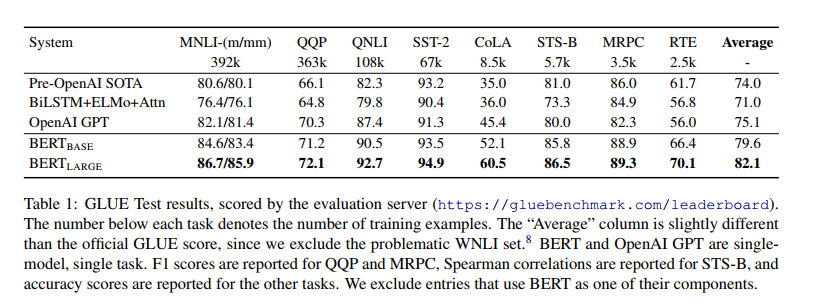 System MNLI-(m/mm) QQP QNLI SST-2 CoLA STS-B MRPC RTE Average
392k 363k 108k 67k 8.5k 5.7k 3.5k 2.5k -
Pre-OpenAI SOTA 80.6/80.1 66.1 82.3 93.2 35.0 81.0 86.0 61.7 74.0
BiLSTM+ELMo+Attn 76.4/76.1 64.8 79.8 90.4 36.0 73.3 84.9 56.8 71.0
OpenAI GPT 82.1/81.4 70.3 87.4 91.3 45.4 80.0 82.3 56.0 75.1
BERTBASE 84.6/83.4 71.2 90.5 93.5 52.1 85.8 88.9 66.4 79.6
BERTLARGE 86.7/85.9 72.1 92.7 94.9 60.5 86.5 89.3 70.1 82.1
Table 1: GLUE Test results, scored by the evaluation server (https://gluebenchmark.com/leaderboard).
The number below each task denotes the number of training examples. The “Average” column is slightly different
than the official GLUE score, since we exclude the problematic WNLI set.8 BERT and OpenAI GPT are single-
model, single task. F1 scores are reported for QQP and MRPC, Spearman correlations are reported for STS-B, and
accuracy scores are reported for the other tasks. We exclude entries that use BERT as one of their components.